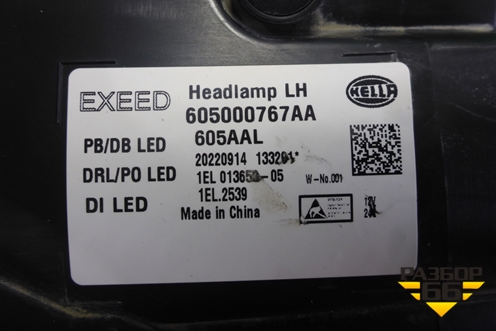 EXEED
Headlamp LH
HELLA
605000767AA
PB/DB LED
605AAL
20220914
DRL/PO LED
W-No.001
DI LED
1EL.2539
Made in China
12V
РАЗБОР
66